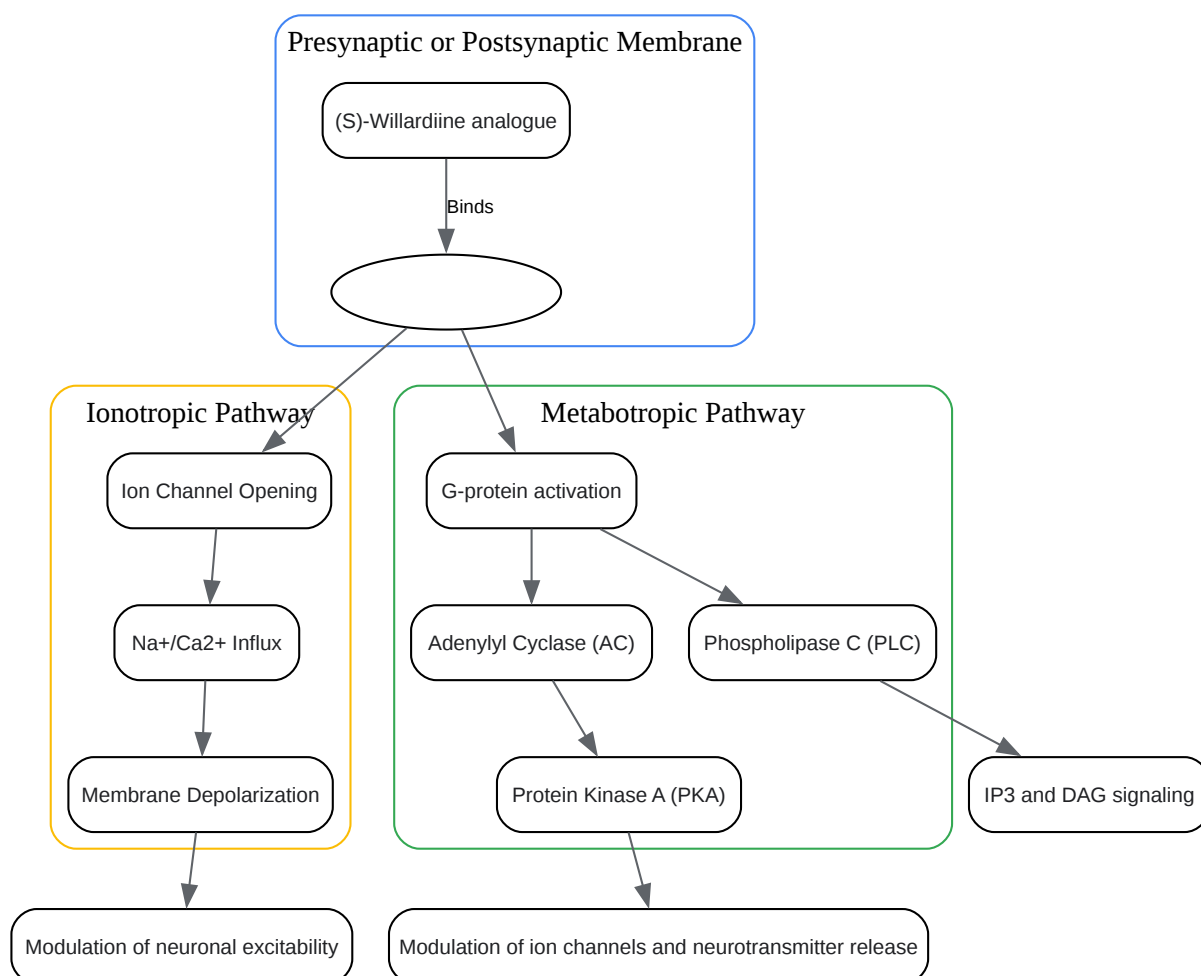 Presynaptic or Postsynaptic Membrane
(S)-Willardiine analogue
Binds
Ionotropic Pathway
Metabotropic Pathway
Ion Channel Opening
G-protein activation
Na+/Ca2+ Influx
Adenylyl Cyclase (AC)
Phospholipase C (PLC)
Membrane Depolarization
Protein Kinase A (PKA)
IP3 and DAG signaling
Modulation of neuronal excitability
Modulation of ion channels and neurotransmitter release